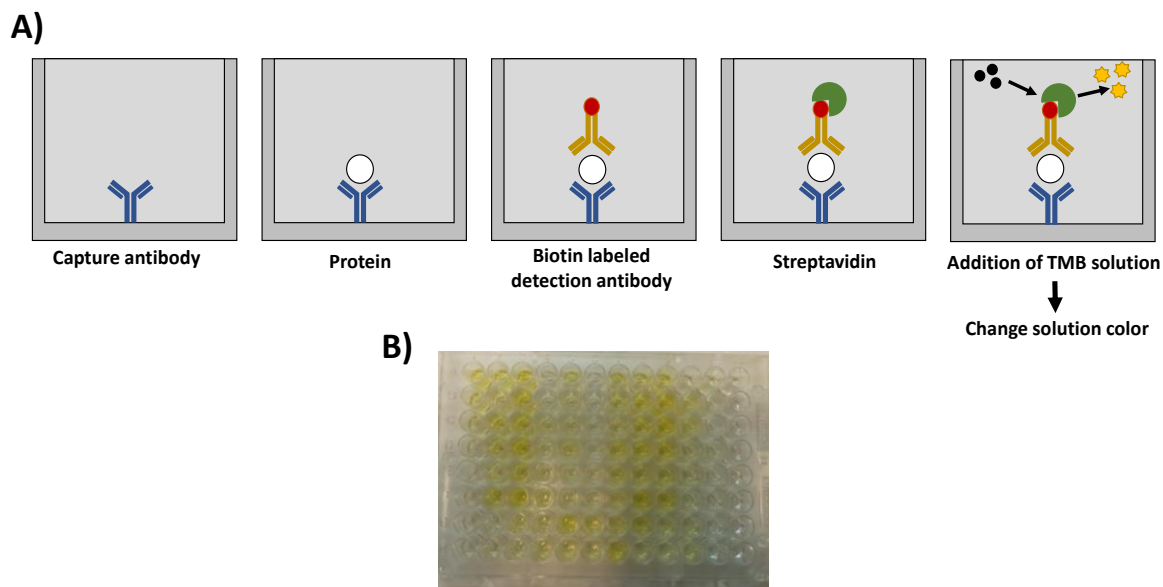 A)
Capture antibody
Protein
Biotin labeled
detection antibody
Streptavidin
Addition of TMB solution
Change solution color
B)